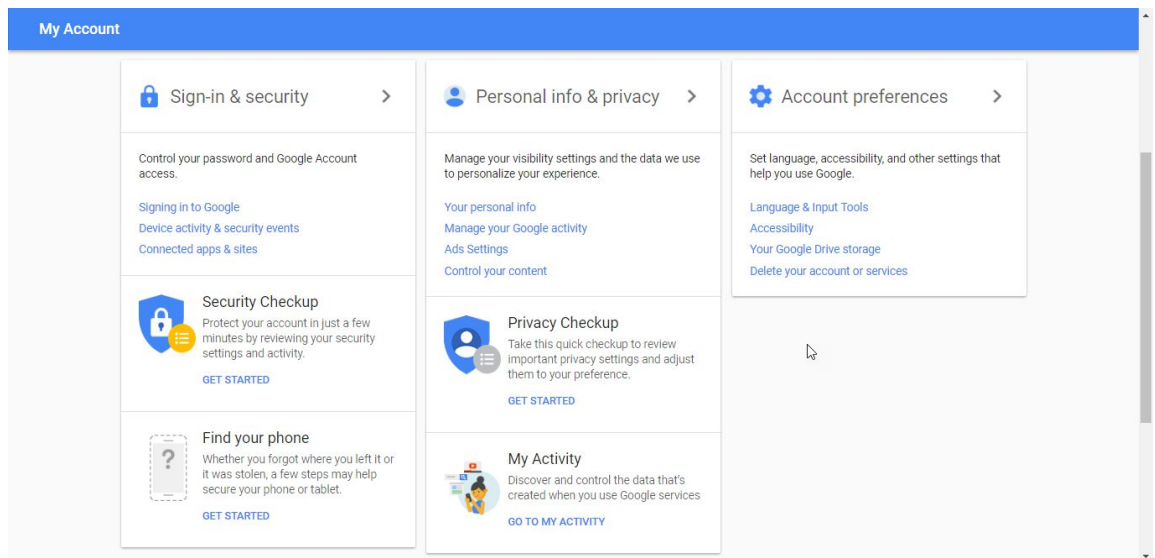 My Account
Sign-in & security
Control your password and Google Account
access.
Signing in to Google
Device activity & security events
Connected apps & sites
Security Checkup
Protect your account in just a few
minutes by reviewing your security
settings and activity.
GET STARTED
Find your phone
Whether you forgot where you left it or
it was stolen, a few steps may help
secure your phone or tablet.
GET STARTED
Personal info & privacy
Manage your visibility settings and the data we use
to personalize your experience.
Your personal info
Manage your Google activity
Ads Settings
Control your content
Privacy Checkup
Take this quick checkup to review
important privacy settings and adjust
them to your preference.
GET STARTED
My Activity
Discover and control the data that's
created when you use Google services
GO TO MY ACTIVITY
Account preferences
Set language, accessibility, and other settings that
help you use Google.
Language & Input Tools
Accessibility
Your Google Drive storage
Delete your account or services